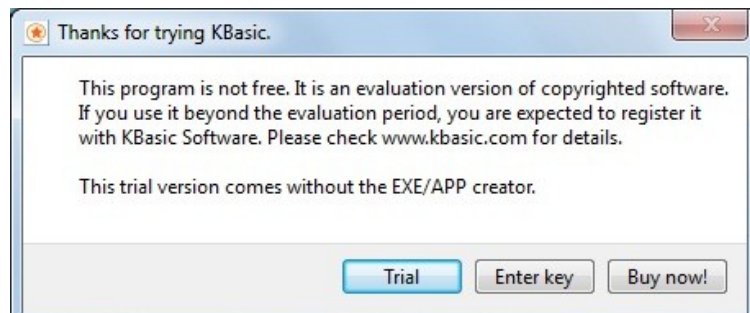 Thanks for trying KBasic.
This program is not free. It is an evaluation version of copyrighted software.
If you use it beyond the evaluation period, you are expected to register it
with KBasic Software. Please check www.kbasic.com for details.
This trial version comes without the EXE/APP creator.
Trial Enter key Buy now!